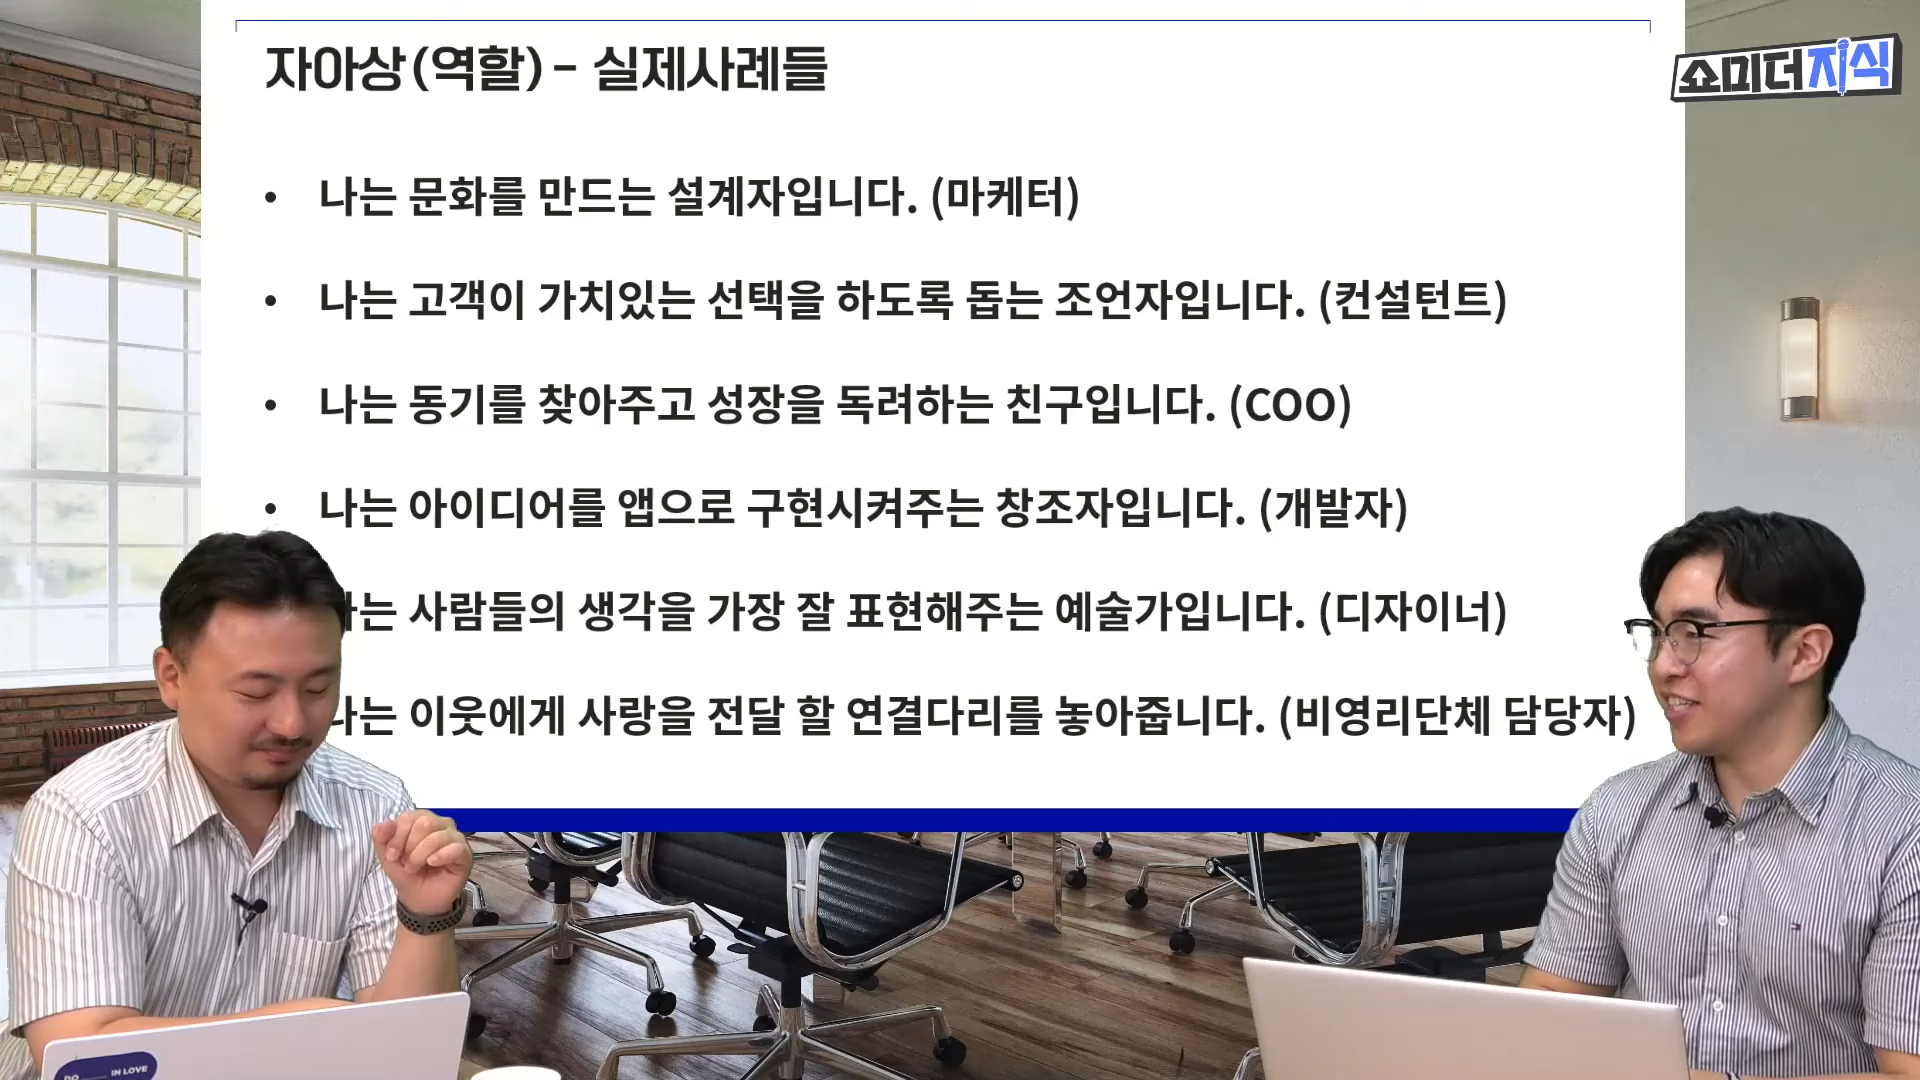 자아상(역할) - 실제사례들
쇼미더지식
• 나는 문화를 만드는 설계자입니다. (마케터)
• 나는 고객이 가치있는 선택을 하도록 돕는 조언자입니다. (컨설턴트)
• 나는 동기를 찾아주고 성장을 독려하는 친구입니다. (COO)
• 나는 아이디어를 앱으로 구현시켜주는 창조자입니다. (개발자)
나는 사람들의 생각을 가장 잘 표현해주는 예술가입니다. (디자이너)
나는 이웃에게 사랑을 전달 할 연결다리를 놓아줍니다. (비영리단체 담당자)
IN LOVE